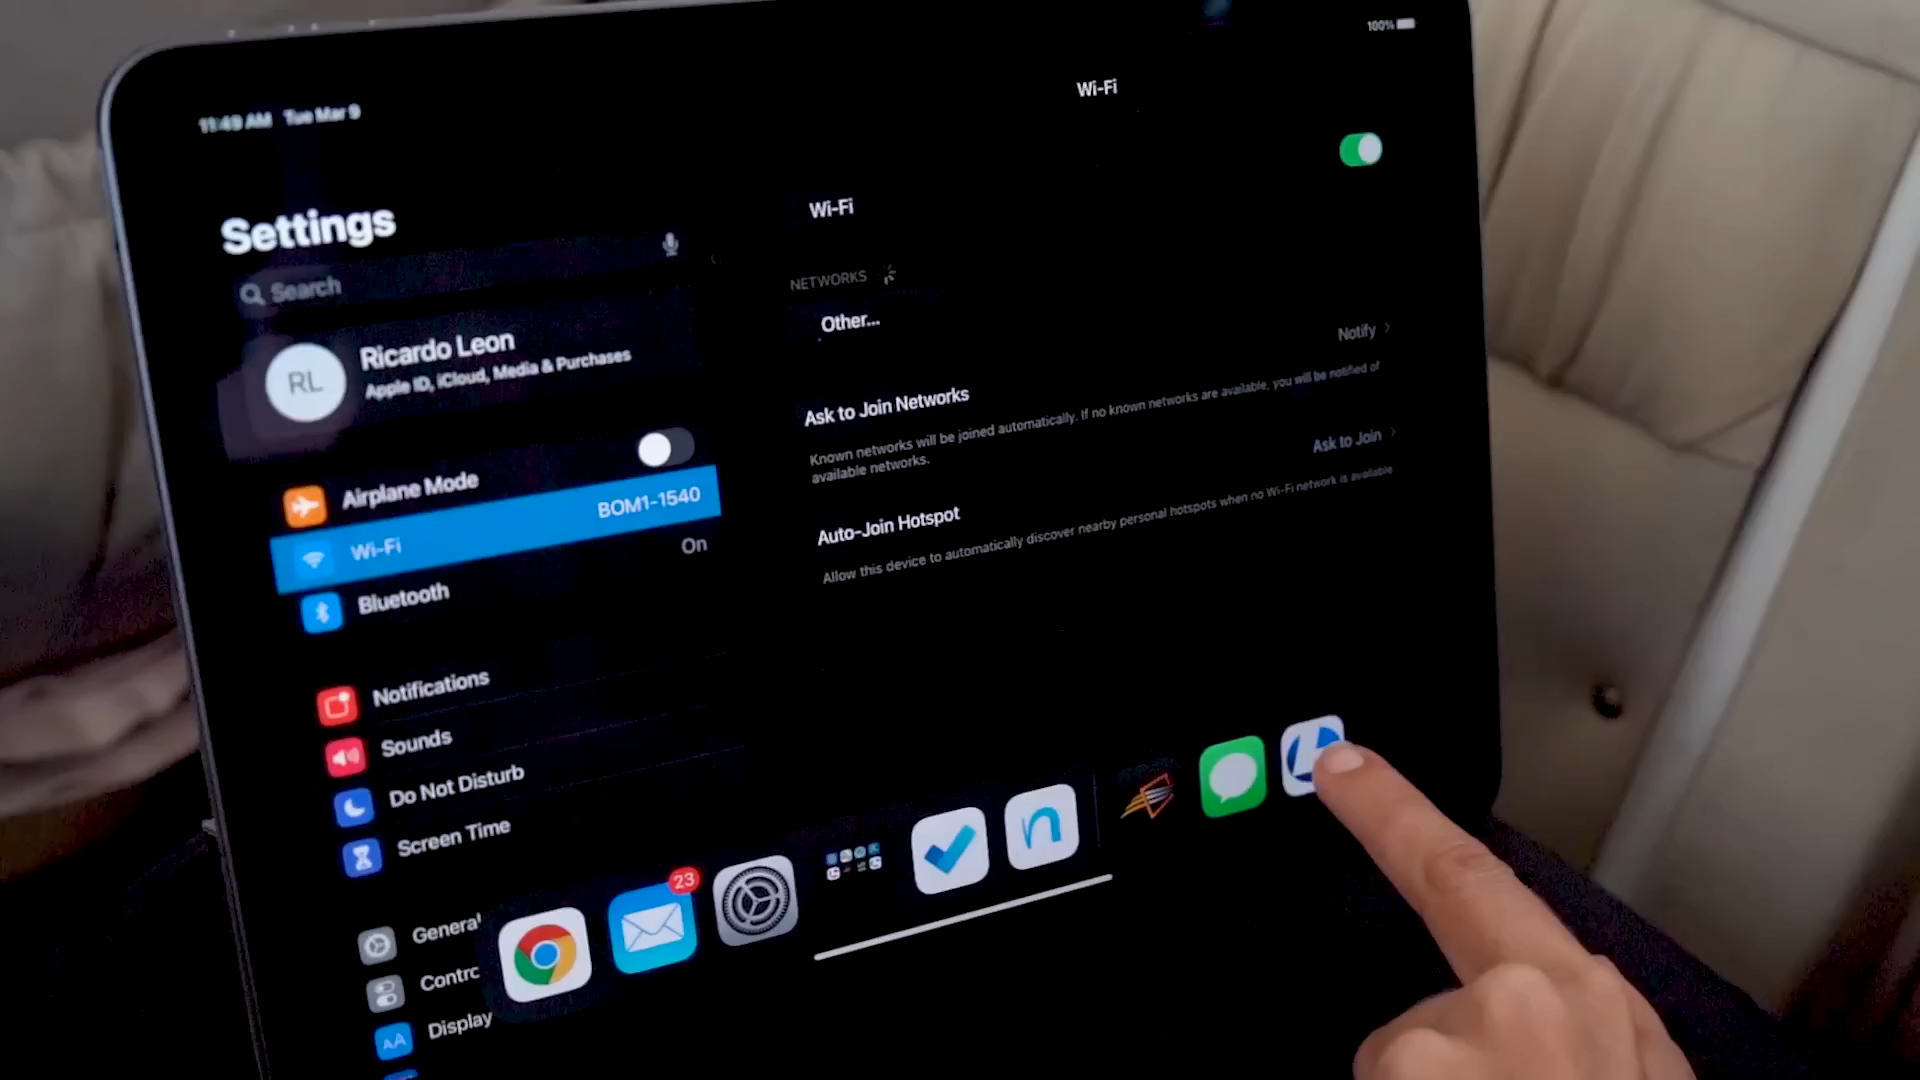 11:49 AM Tue Mar 9
100%
Settings
Search
RL
Ricardo Leon
Apple ID, iCloud, Media & Purchases
Airplane Mode
Wi-Fi BOM1-1540
Bluetooth On
Notifications
Sounds
Do Not Disturb
Screen Time
General
Contrc
Display
AA
Wi-Fi
Wi-Fi
NETWORKS
Other...
Ask to Join Networks Notify
Known networks will be joined automatically. If no known networks are available, you will be notified of
available networks.
Auto-Join Hotspot Ask to Join
Allow this device to automatically discover nearby personal hotspots when no Wi-Fi network is available
23
n